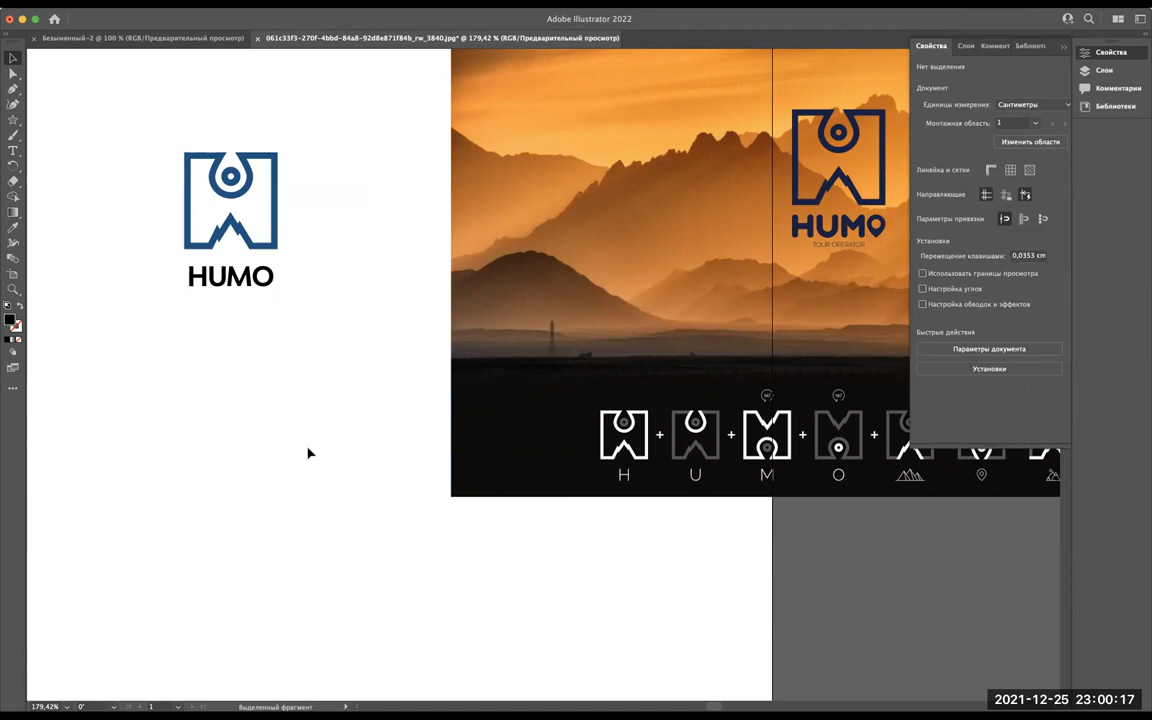 Adobe Illustrator 2022
Безымянный-2 @ 100 % (RGB/Предварительный просмотр)
061c33f3-270f-4bbd-84a8-92d8e871f84b_rw_3840.jpg* @ 179,42 % (RGB/Предварительный просмотр)
Свойства
Слои
Коммент
Библиот
Нет выделения
Документ
Единицы измерения:
Сантиметры
Монтажная область:
1
Изменить области
Линейка и сетки
Направляющие
Параметры привязки
Установки
Перемещение клавишами:
0,0353 cm
Использовать границы просмотра
Настройка углов
Настройка обводок и эффектов
Быстрые действия
Параметры документа
Установки
Свойства
Слои
Комментарии
Библиотеки
HUMO
HUMO
TOUR OPERATOR
+ + + +
H U M O
179,42%
0°
1
Выделенный фрагмент
2021-12-25 23:00:17